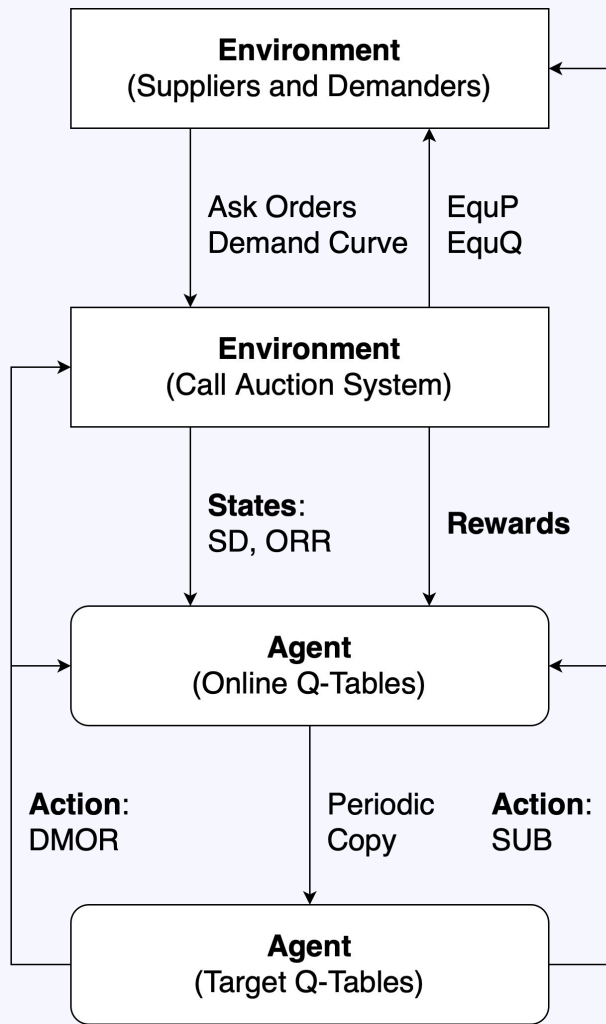 Environment
(Suppliers and Demanders)
Ask Orders
Demand Curve
EquP
EquQ
Environment
(Call Auction System)
States:
SD, ORR
Rewards
Agent
(Online Q-Tables)
Action:
DMOR
Periodic
Copy
Action:
SUB
Agent
(Target Q-Tables)